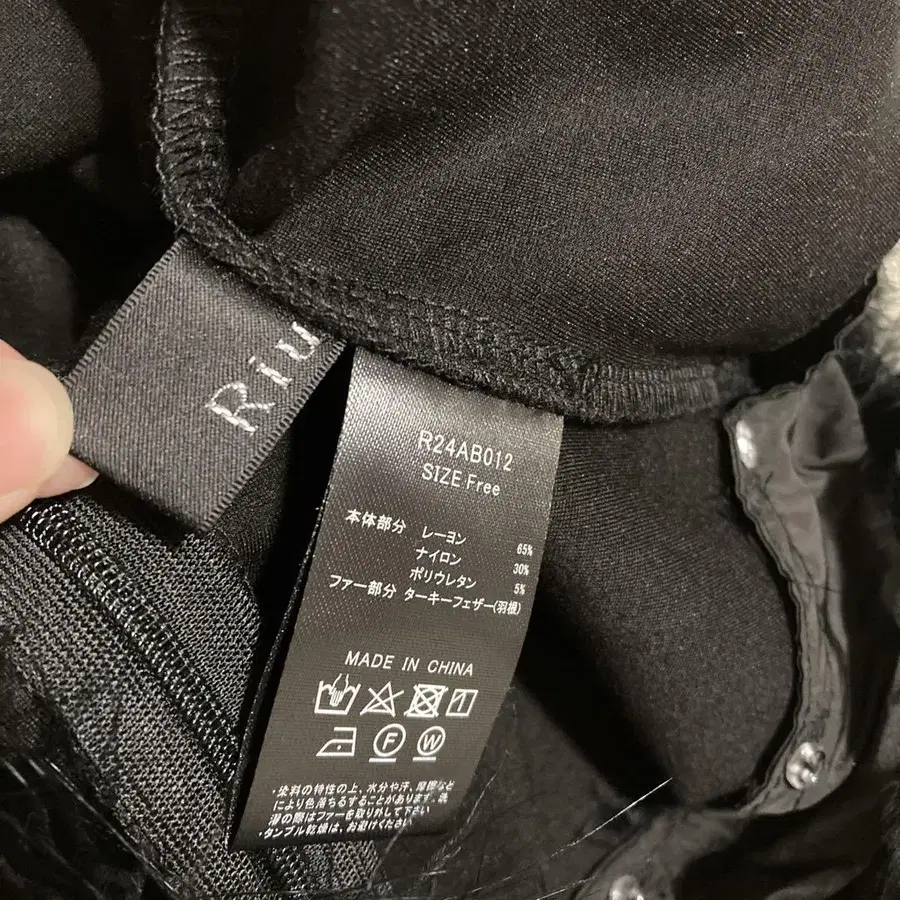 Riu
R24AB012
SIZE Free
本体部分 レーヨン 65%
ナイロン 30%
ポリウレタン 5%
ファー部分 ターキーフェザー(羽根)
MADE IN CHINA
F W
・染料の特性の上、水分や汗、摩擦など
により色落ちすることがあります。洗
濯の際はファーを取り外して下さい
・タンブル乾燥は、お避けください